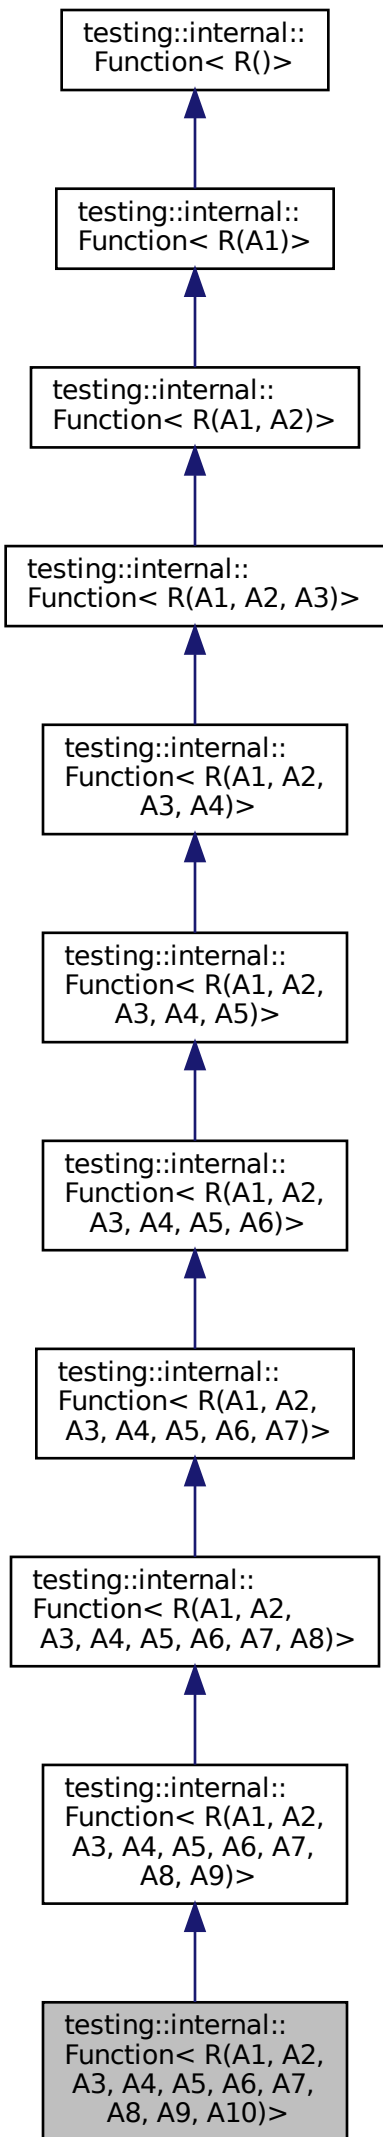 testing::internal::
Function< R()>
testing::internal::
Function< R(A1)>
testing::internal::
Function< R(A1, A2)>
testing::internal::
Function< R(A1, A2, A3)>
testing::internal::
Function< R(A1, A2,
A3, A4)>
testing::internal::
Function< R(A1, A2,
A3, A4, A5)>
testing::internal::
Function< R(A1, A2,
A3, A4, A5, A6)>
testing::internal::
Function< R(A1, A2,
A3, A4, A5, A6, A7)>
testing::internal::
Function< R(A1, A2,
A3, A4, A5, A6, A7, A8)>
testing::internal::
Function< R(A1, A2,
A3, A4, A5, A6, A7,
A8, A9)>
testing::internal::
Function< R(A1, A2,
A3, A4, A5, A6, A7,
A8, A9, A10)>